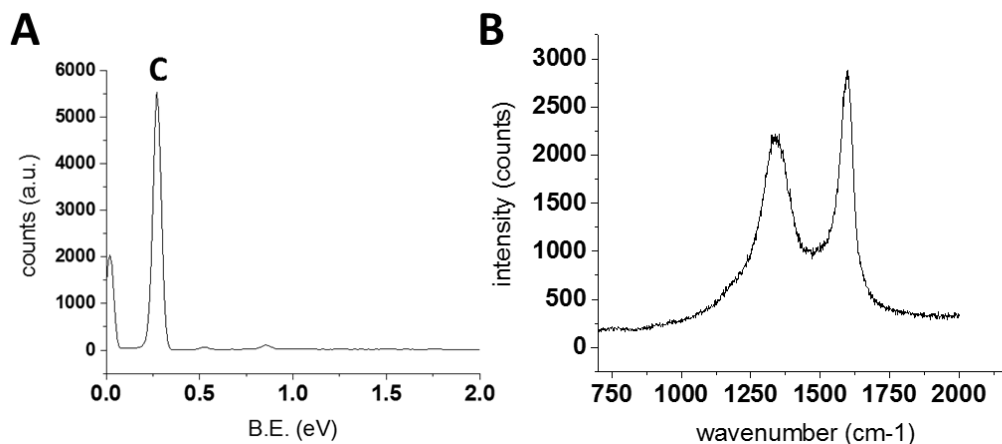 A
C
6000
5000
4000
3000
2000
1000
0
counts (a.u.)
0.0 0.5 1.0 1.5 2.0
B.E. (eV)
B
3000
2500
2000
1500
1000
500
0
intensity (counts)
750 1000 1250 1500 1750 2000
wavenumber (cm-1)